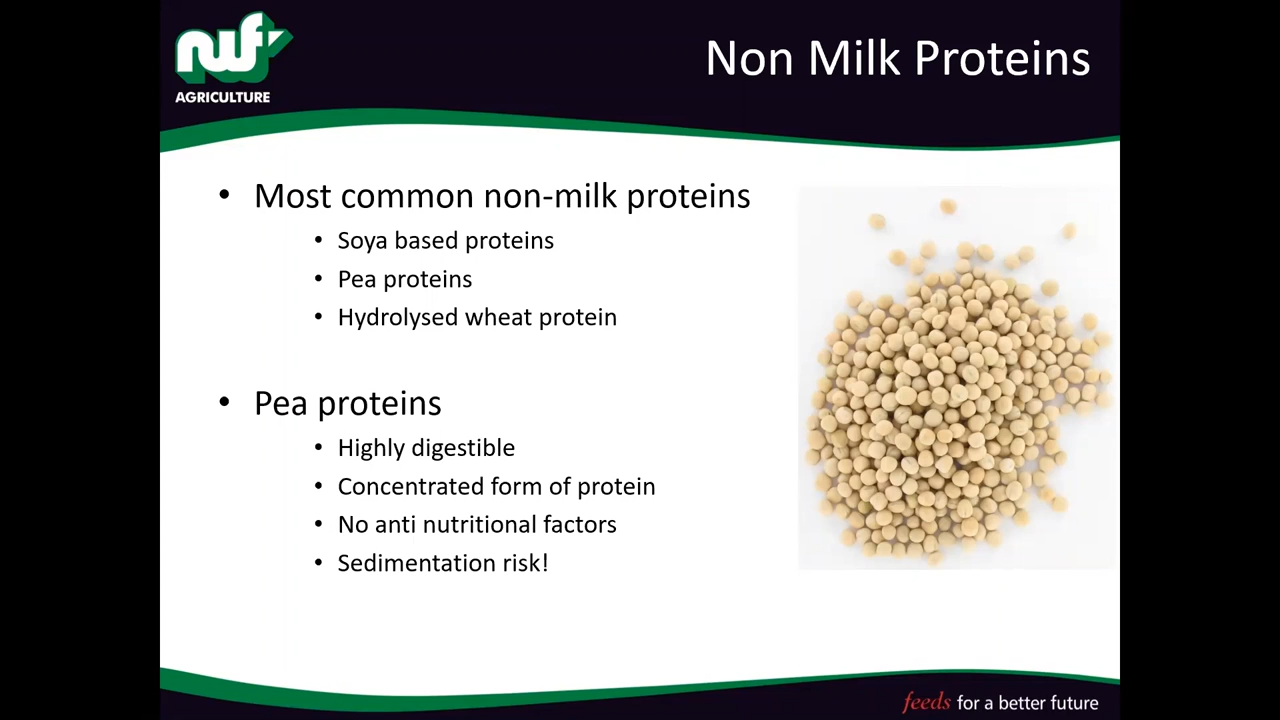 nwf
AGRICULTURE
Non Milk Proteins
• Most common non-milk proteins
• Soya based proteins
• Pea proteins
• Hydrolysed wheat protein
• Pea proteins
• Highly digestible
• Concentrated form of protein
• No anti nutritional factors
• Sedimentation risk!
feeds for a better future